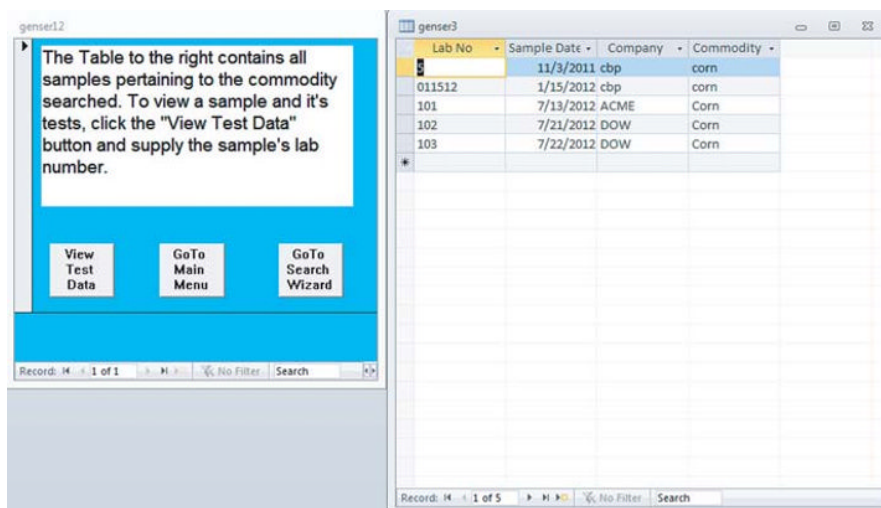 genser12
The Table to the right contains all
samples pertaining to the commodity
searched. To view a sample and it's
tests, click the "View Test Data"
button and supply the sample's lab
number.
View
Test
Data
GoTo
Main
Menu
GoTo
Search
Wizard
Record: 1 of 1 No Filter Search
genser3
Lab No Sample Date Company Commodity
5 11/3/2011 cbp corn
011512 1/15/2012 cbp corn
101 7/13/2012 ACME Corn
102 7/21/2012 DOW Corn
103 7/22/2012 DOW Corn
Record: 1 of 5 No Filter Search